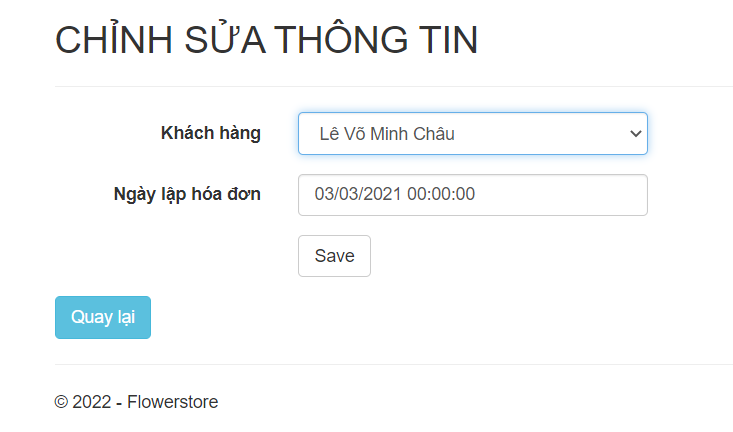 CHỈNH SỬA THÔNG TIN
Khách hàng
Lê Võ Minh Châu
Ngày lập hóa đơn
03/03/2021 00:00:00
Save
Quay lại
© 2022 - Flowerstore